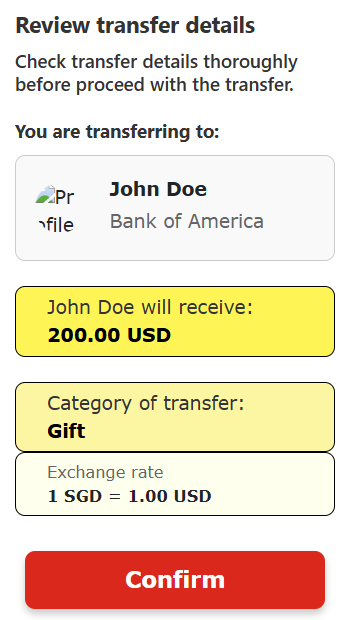 Review transfer details
Check transfer details thoroughly
before proceed with the transfer.
You are transferring to:
Pr
ofile
John Doe
Bank of America
John Doe will receive:
200.00 USD
Category of transfer:
Gift
Exchange rate
1 SGD = 1.00 USD
Confirm